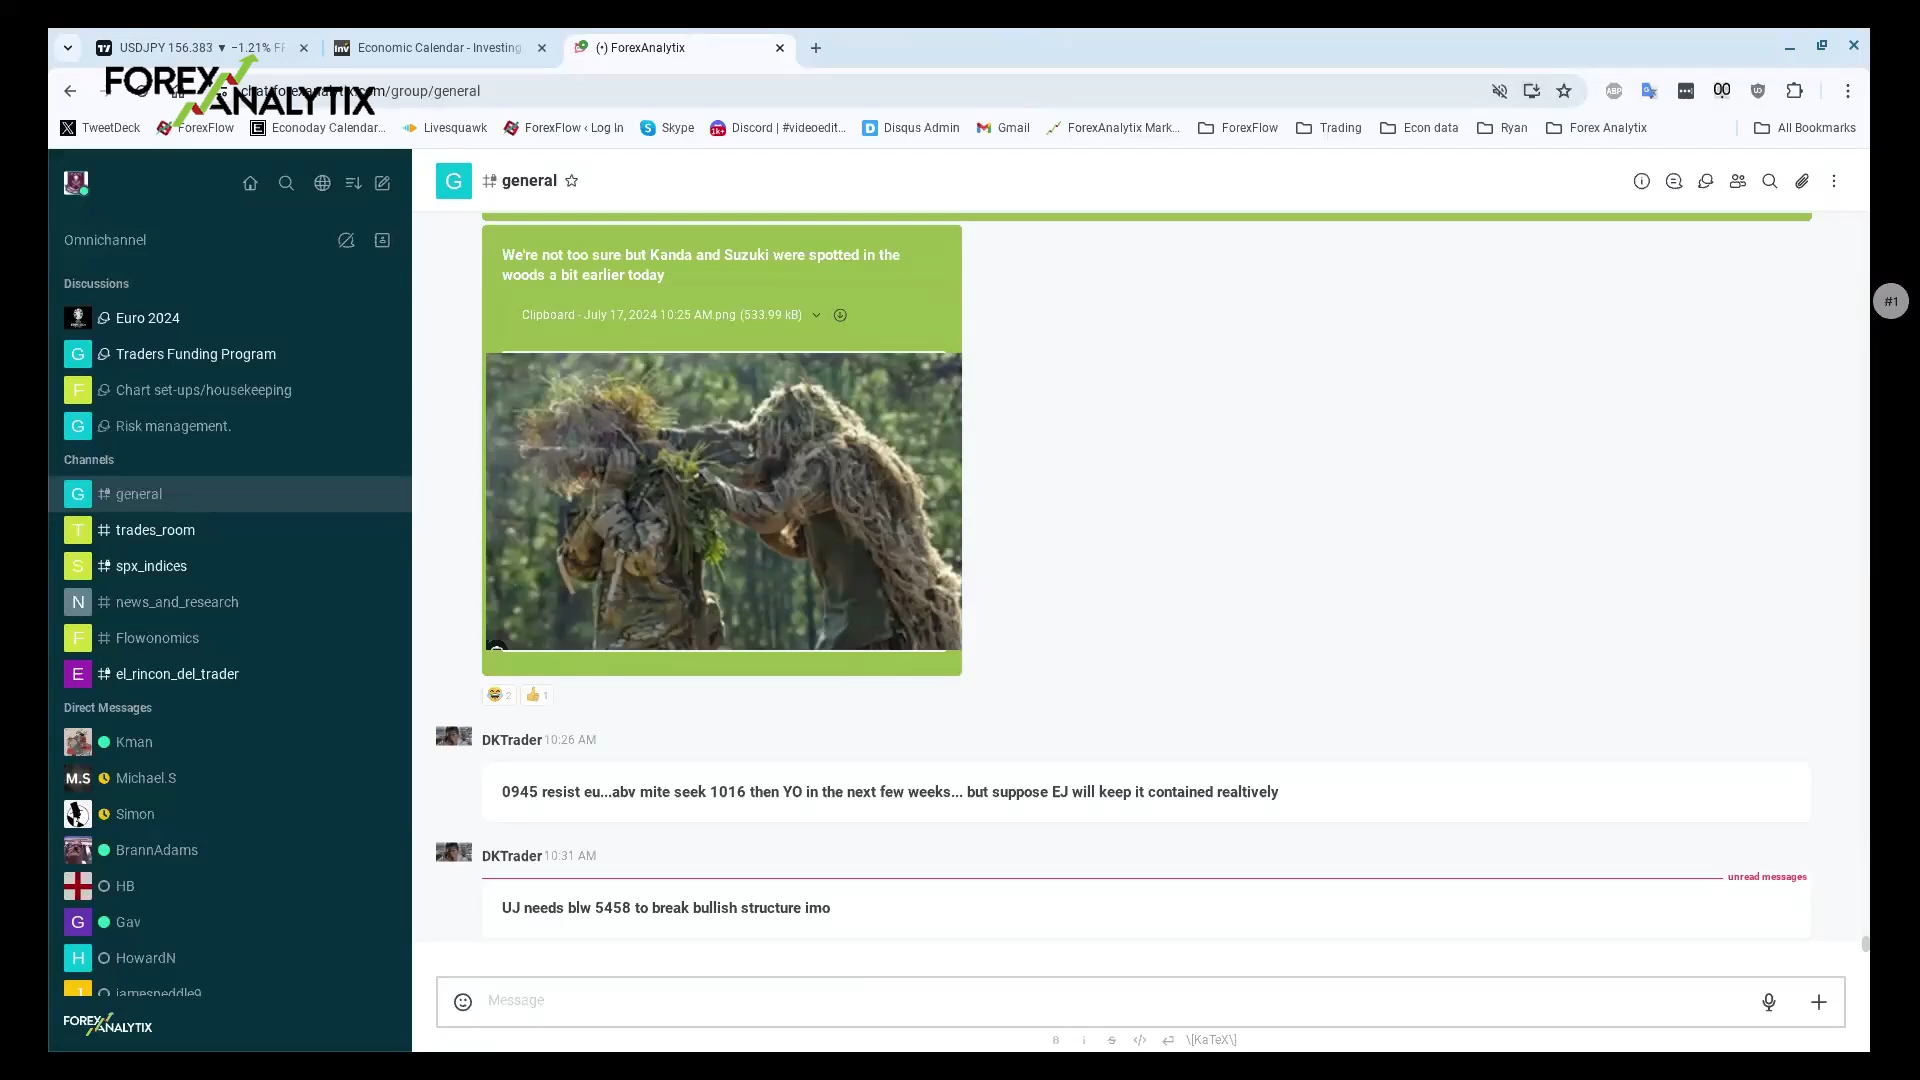 USDJPY 156.383 ▼ −1.21%
Economic Calendar - Investing
(•) ForexAnalytix
FOREX ANALYTIX
/group/general
TweetDeck
ForexFlow
Econoday Calendar...
Livesquawk
ForexFlow ‹ Log In
Skype
Discord | #videoedit...
Disqus Admin
Gmail
ForexAnalytix Mark...
ForexFlow
Trading
Econ data
Ryan
Forex Analytix
All Bookmarks
G general
#1
Omnichannel
Discussions
Euro 2024
G Traders Funding Program
F Chart set-ups/housekeeping
G Risk management.
Channels
G general
T trades_room
S spx_indices
N news_and_research
F Flowonomics
E el_rincon_del_trader
Direct Messages
Kman
M.S Michael.S
Simon
BrannAdams
HB
G Gav
H HowardN
J jamespeddle9
FOREX ANALYTIX
We're not too sure but Kanda and Suzuki were spotted in the
woods a bit earlier today
Clipboard - July 17, 2024 10:25 AM.png (533.99 kB)
2 1
DKTrader 10:26 AM
0945 resist eu...abv mite seek 1016 then YO in the next few weeks... but suppose EJ will keep it contained realtively
DKTrader 10:31 AM
unread messages
UJ needs blw 5458 to break bullish structure imo
Message
B i S </> \[KaTeX\]